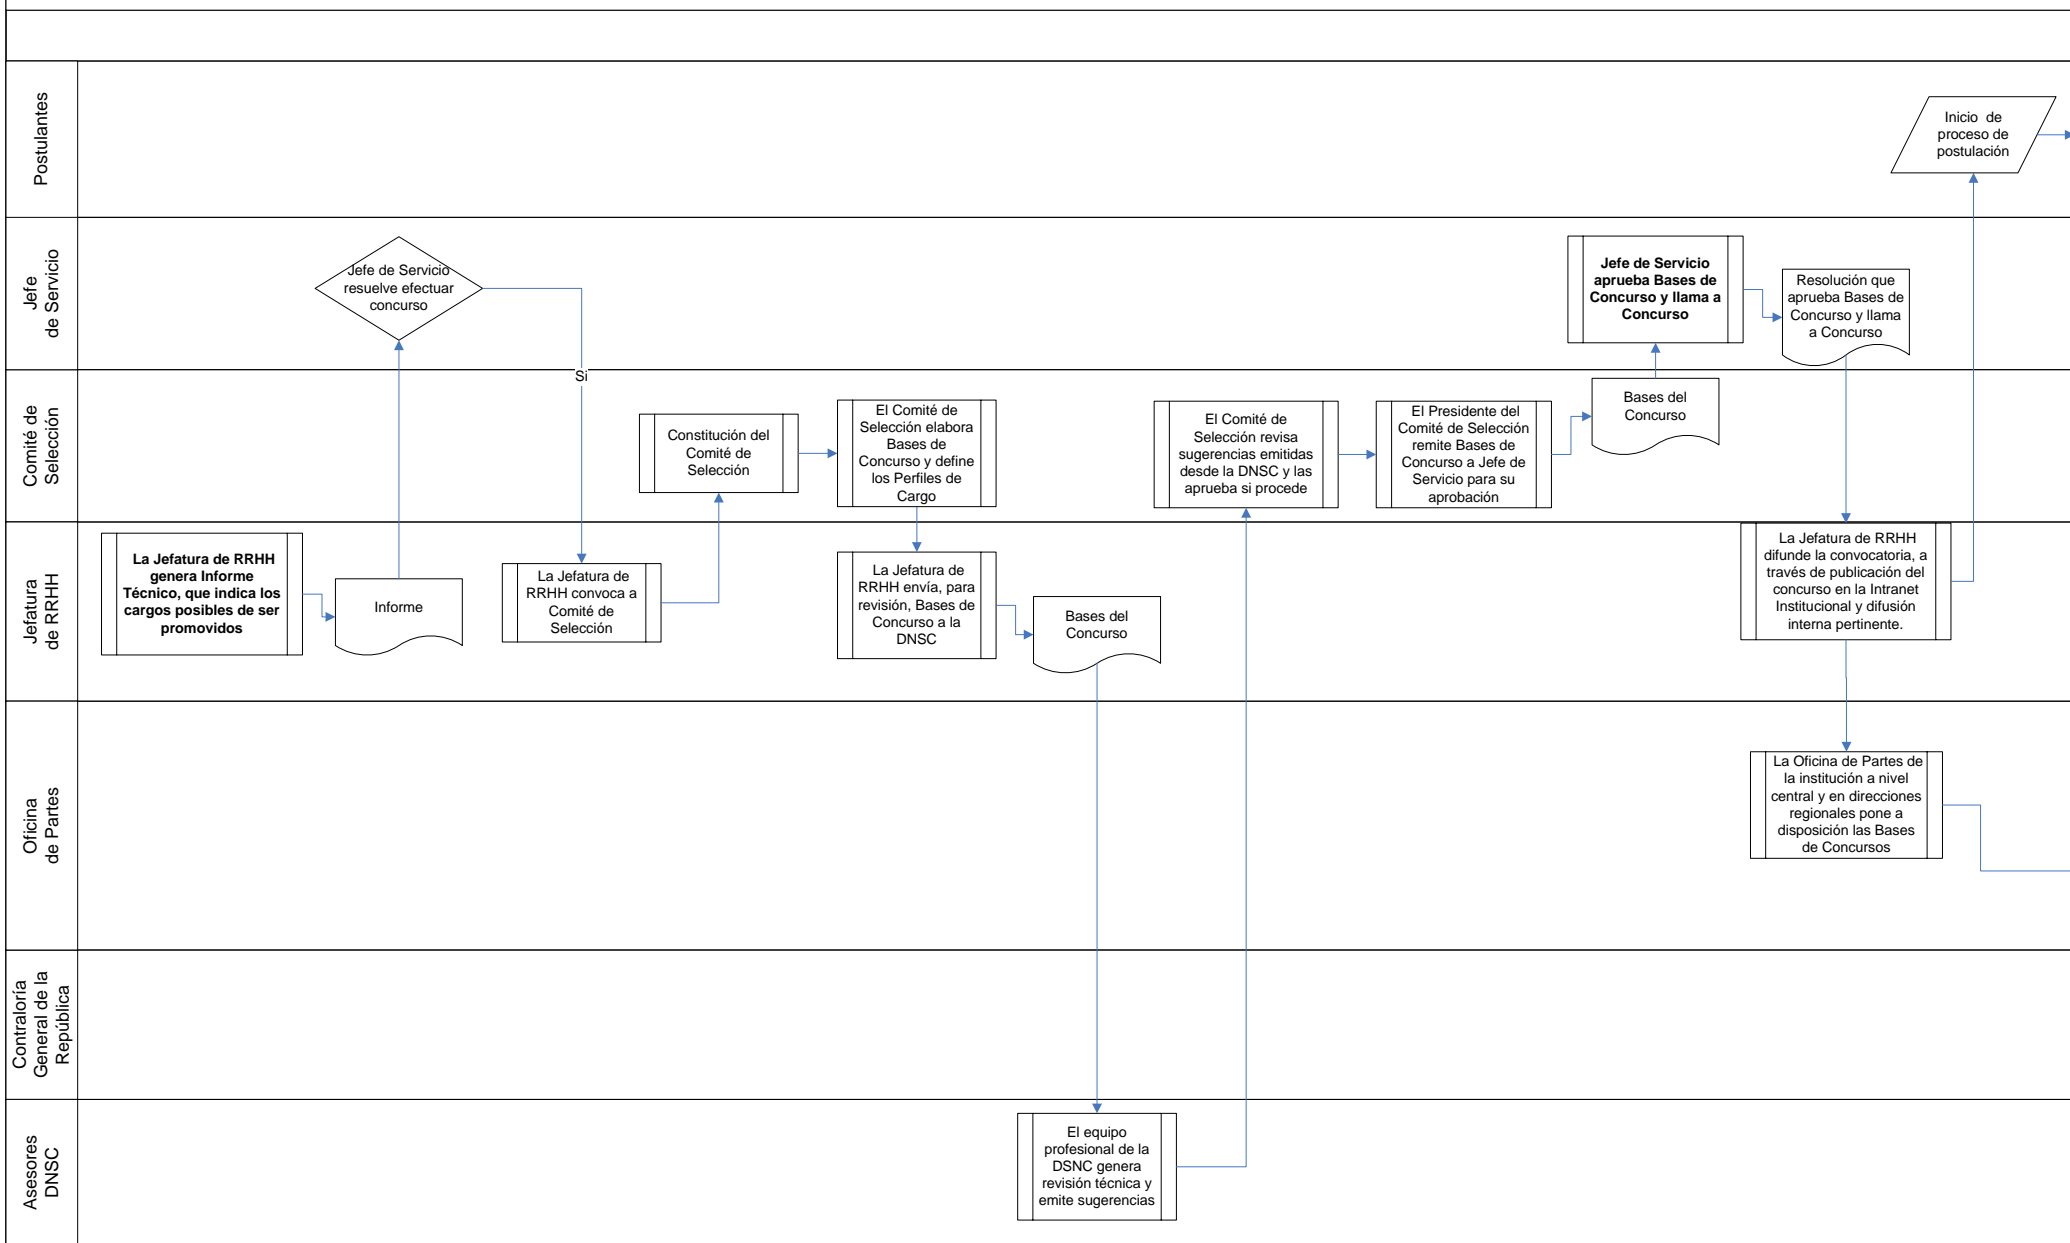 Postulantes
Inicio de
proceso de
postulación
Jefe
de Servicio
Jefe de Servicio
resuelve efectuar
concurso
Si
Jefe de Servicio
aprueba Bases de
Concurso y llama a
Concurso
Resolución que
aprueba Bases de
Concurso y llama
a Concurso
Comité de
Selección
Constitución del
Comité de
Selección
El Comité de
Selección elabora
Bases de
Concurso y define
los Perfiles de
Cargo
El Comité de
Selección revisa
sugerencias emitidas
desde la DNSC y las
aprueba si procede
El Presidente del
Comité de Selección
remite Bases de
Concurso a Jefe de
Servicio para su
aprobación
Bases del
Concurso
Jefatura
de RRHH
La Jefatura de RRHH
genera Informe
Técnico, que indica los
cargos posibles de ser
promovidos
Informe
La Jefatura de
RRHH convoca a
Comité de
Selección
La Jefatura de
RRHH envía, para
revisión, Bases de
Concurso a la
DNSC
Bases del
Concurso
La Jefatura de RRHH
difunde la convocatoria, a
través de publicación del
concurso en la Intranet
Institucional y difusión
interna pertinente.
Oficina
de Partes
La Oficina de Partes de
la institución a nivel
central y en direcciones
regionales pone a
disposición las Bases
de Concursos
Contraloría
General de la
República
Asesores
DNSC
El equipo
profesional de la
DSNC genera
revisión técnica y
emite sugerencias